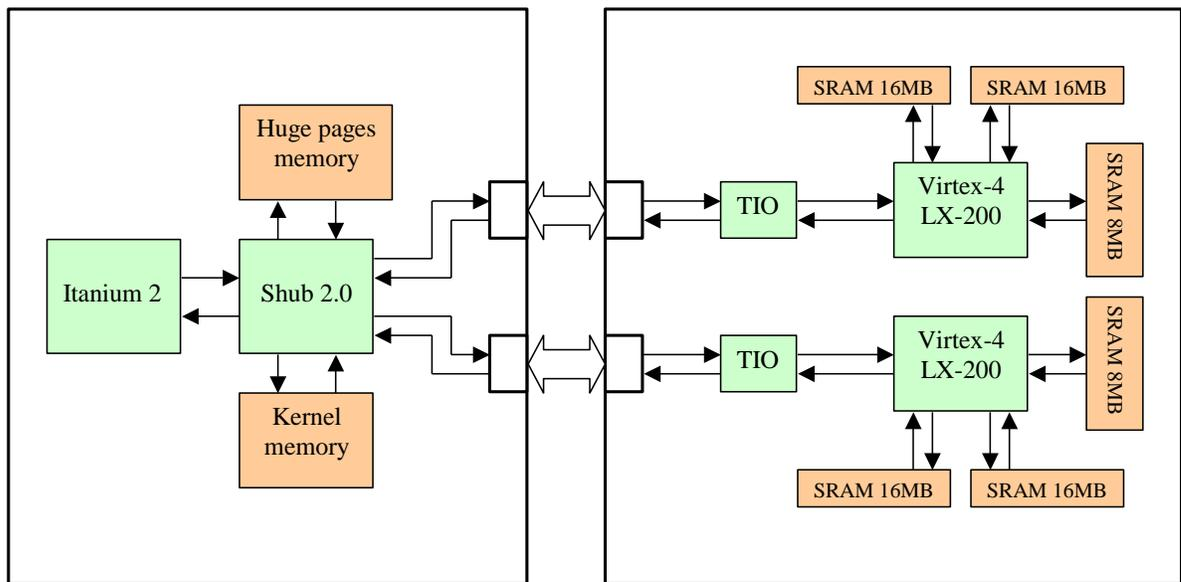 Huge pages
memory
Itanium 2
Shub 2.0
Kernel
memory
SRAM 16MB
SRAM 16MB
TIO
Virtex-4
LX-200
SRAM 8MB
TIO
Virtex-4
LX-200
SRAM 8MB
SRAM 16MB
SRAM 16MB